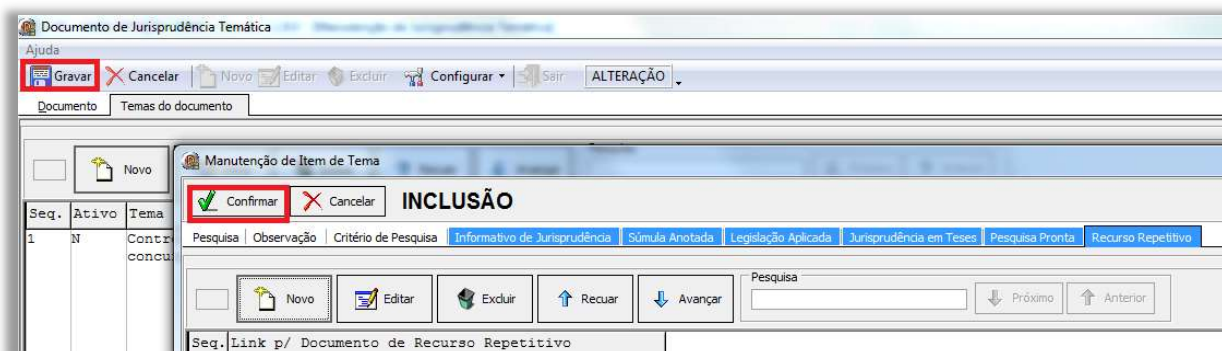 Documento de Jurisprudência Temática
Ajuda
Gravar Cancelar Novo Editar Excluir Configurar Sair ALTERAÇÃO
Documento Temas do documento
Novo
Manutenção de Item de Tema
Confirmar Cancelar INCLUSÃO
Seq. Ativo Tema
1 N
Pesquisa Observação Critério de Pesquisa Informativo de Jurisprudência Súmula Anotada Legislação Aplicada Jurisprudência em Teses Pesquisa Pronta Recurso Repetitivo
Pesquisa
Novo Editar Excluir Recuar Avançar Próximo Anterior
Seq. Link p/ Documento de Recurso Repetitivo